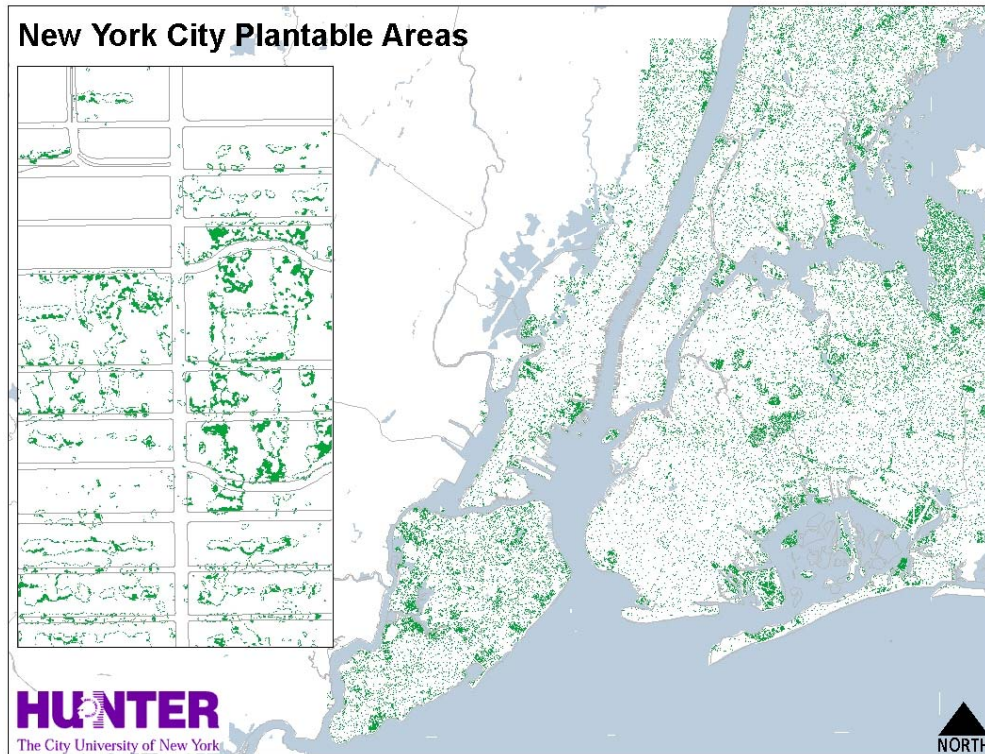 New York City Plantable Areas
HUNTER
The City University of New York
NORTH